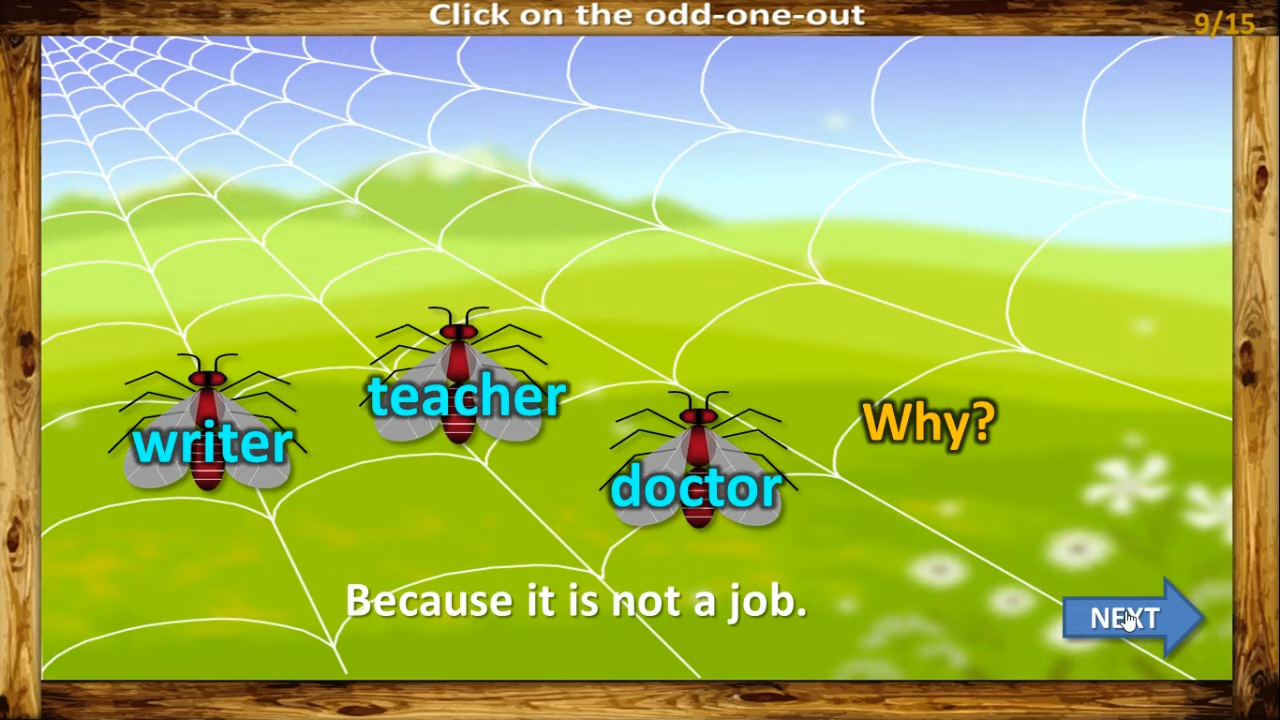 Click on the odd-one-out
9/15
writer
teacher
doctor
Why?
Because it is not a job.
NEXT